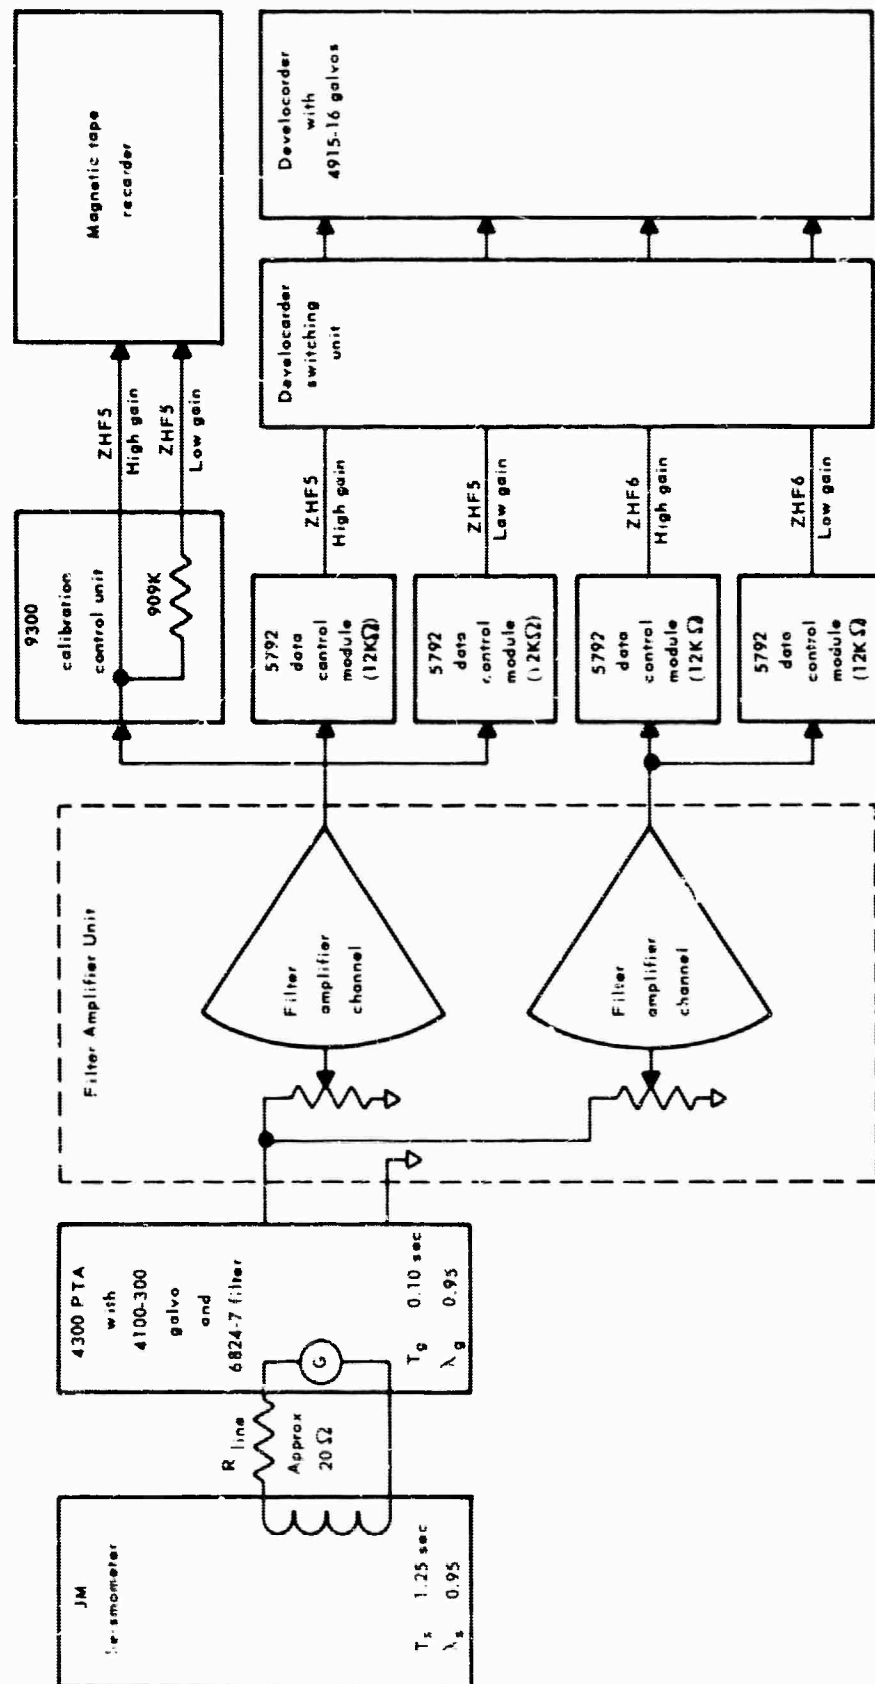 JM
Ts 1.25 sec
λs 0.95
R line
Approx
20 Ω
4300 PTA
with
4100-300
galvo
and
6824-7 filter
G
Tg 0.10 sec
λg 0.95
Filter Amplifier Unit
Filter
amplifier
channel
Filter
amplifier
channel
9300
calibration
control unit
909K
5792
data
control
module
(12KΩ)
5792
data
control
module
(12KΩ)
5792
data
control
module
(12K Ω
5792
data
control
module
(12K Ω
ZHF5
High gain
ZHF5
Low gain
ZHF5
High gain
ZHF5
Low gain
ZHF6
High gain
ZHF6
Low gain
Magnetic tape
recorder
Develocorder
switching
unit
Develocorder
with
4915-16 galvos